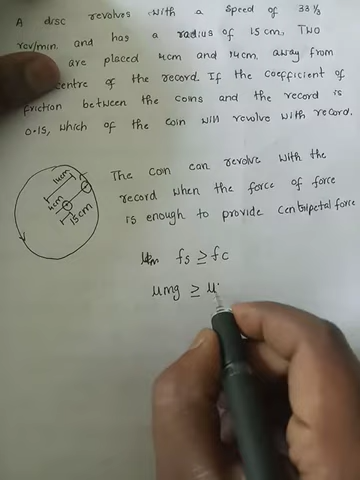 A disc revolves with a speed of 33 1/3
rev/min. and has a radius of 15 cm. Two
are placed 4cm and 14cm away from
centre of the record. If the coefficient of
friction between the coins and the record is
0.15, which of the coin will revolve with record.
The coin can revolve with the
record when the force of force
is enough to provide centripetal force
14cm
4cm
15cm
fs ≥ fc
μmg ≥ μ